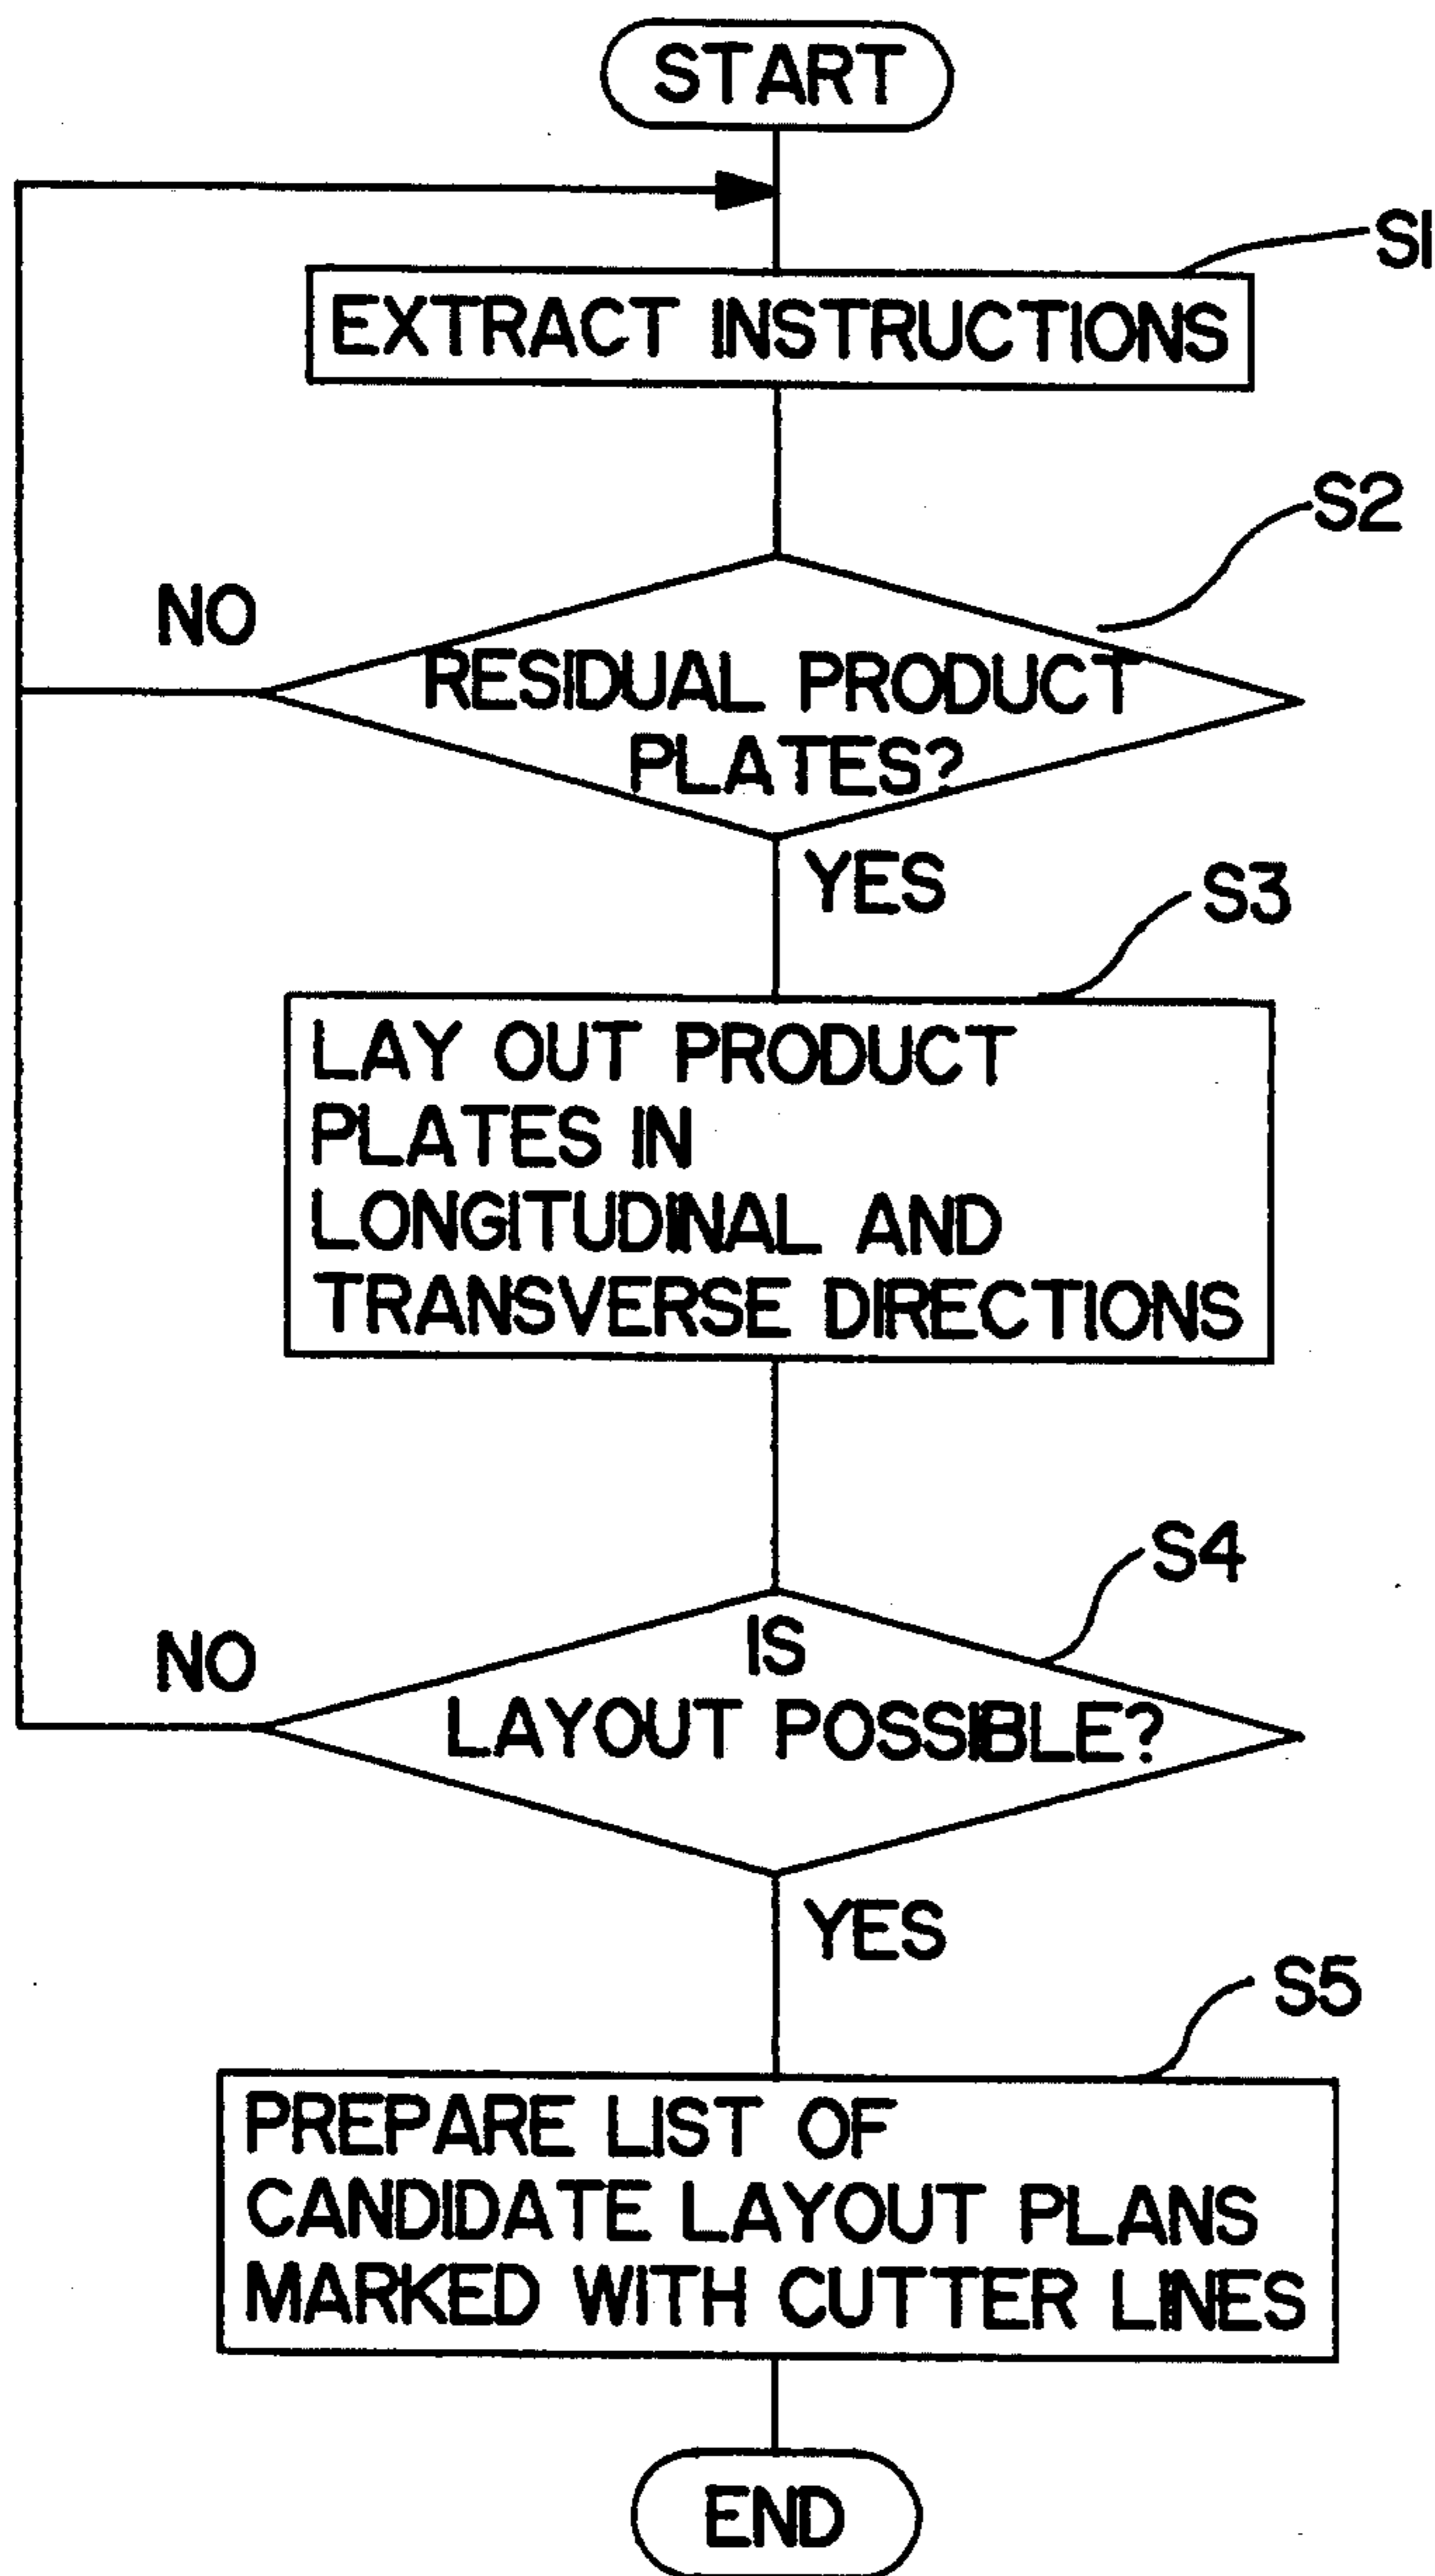 START
S1
EXTRACT INSTRUCTIONS
S2
NO
RESIDUAL PRODUCT
PLATES?
YES
S3
LAY OUT PRODUCT
PLATES IN
LONGITUDINAL AND
TRANSVERSE DIRECTIONS
S4
NO
IS
LAYOUT POSSIBLE?
YES
S5
PREPARE LIST OF
CANDIDATE LAYOUT PLANS
MARKED WITH CUTTER LINES
END